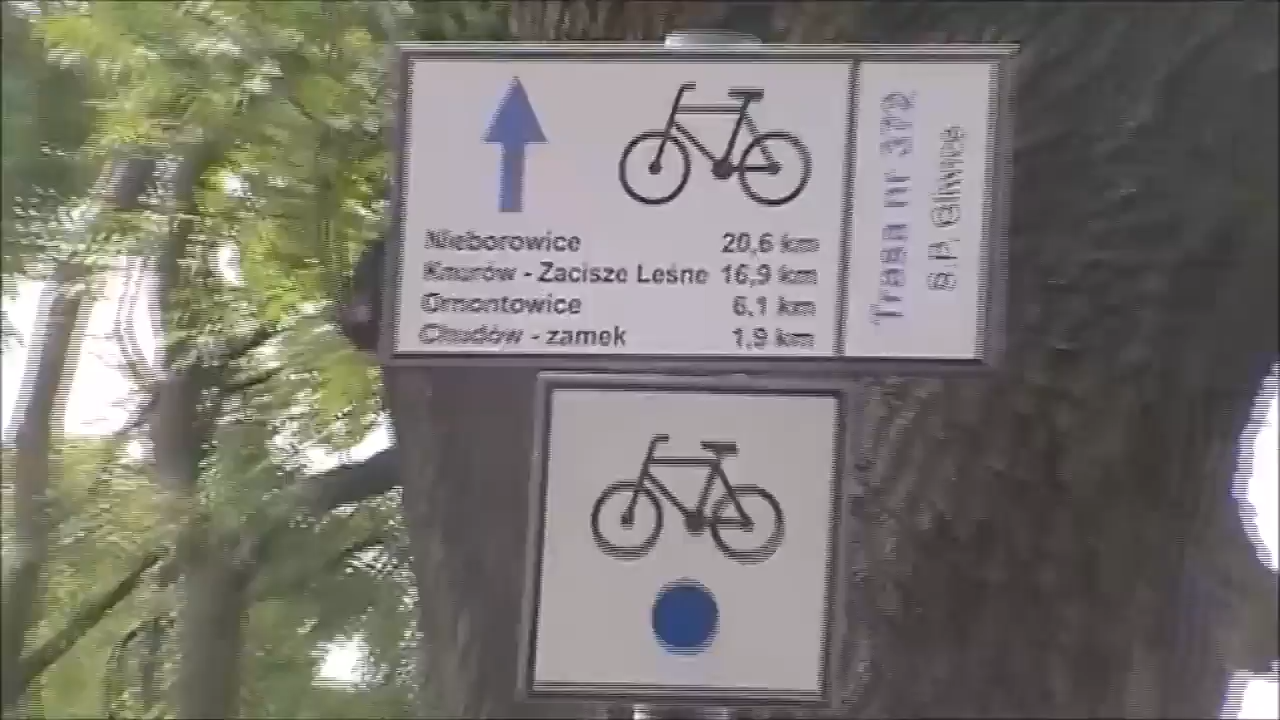 Nieborowice 20,6 km
Knurów - Zacisze Leśne 16,9 km
Ornontowice 6,1 km
Chudów - zamek 1,9 km
Trasa nr 372
S.P. Gliwice